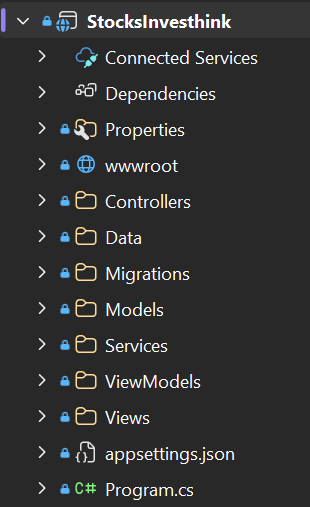 StocksInvesthink
Connected Services
Dependencies
Properties
wwwroot
Controllers
Data
Migrations
Models
Services
ViewModels
Views
appsettings.json
C# Program.cs